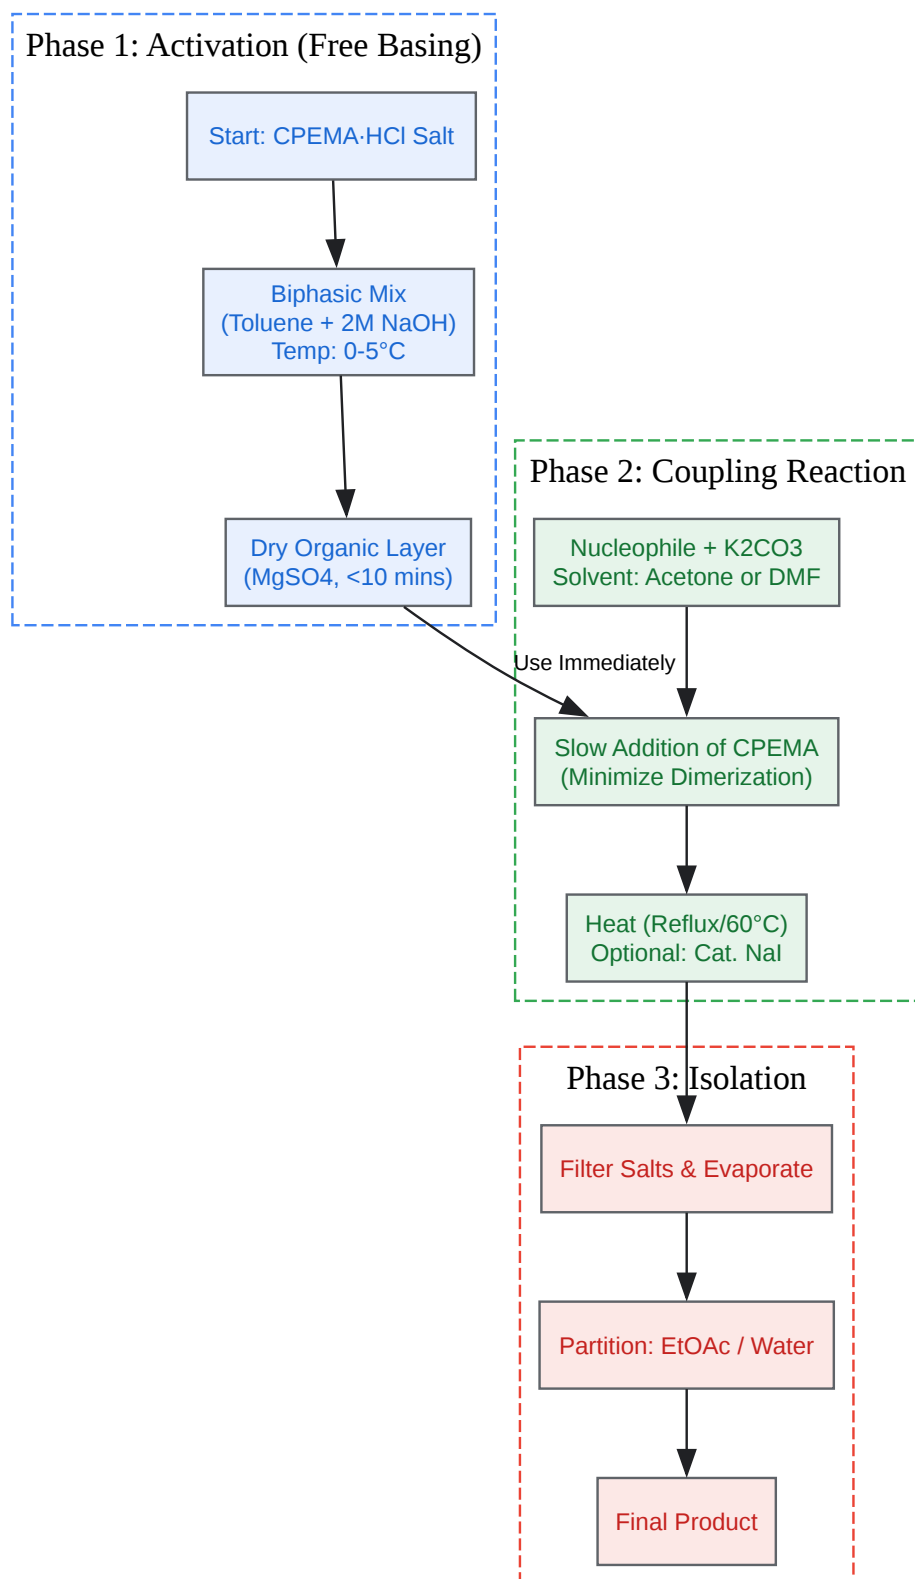 Phase 1: Activation (Free Basing)
Start: CPEMA·HCl Salt
Biphasic Mix
(Toluene + 2M NaOH)
Temp: 0-5°C
Dry Organic Layer
(MgSO4, <10 mins)
Use Immediately
Phase 2: Coupling Reaction
Nucleophile + K2CO3
Solvent: Acetone or DMF
Slow Addition of CPEMA
(Minimize Dimerization)
Heat (Reflux/60°C)
Optional: Cat. NaI
Phase 3: Isolation
Filter Salts & Evaporate
Partition: EtOAc / Water
Final Product